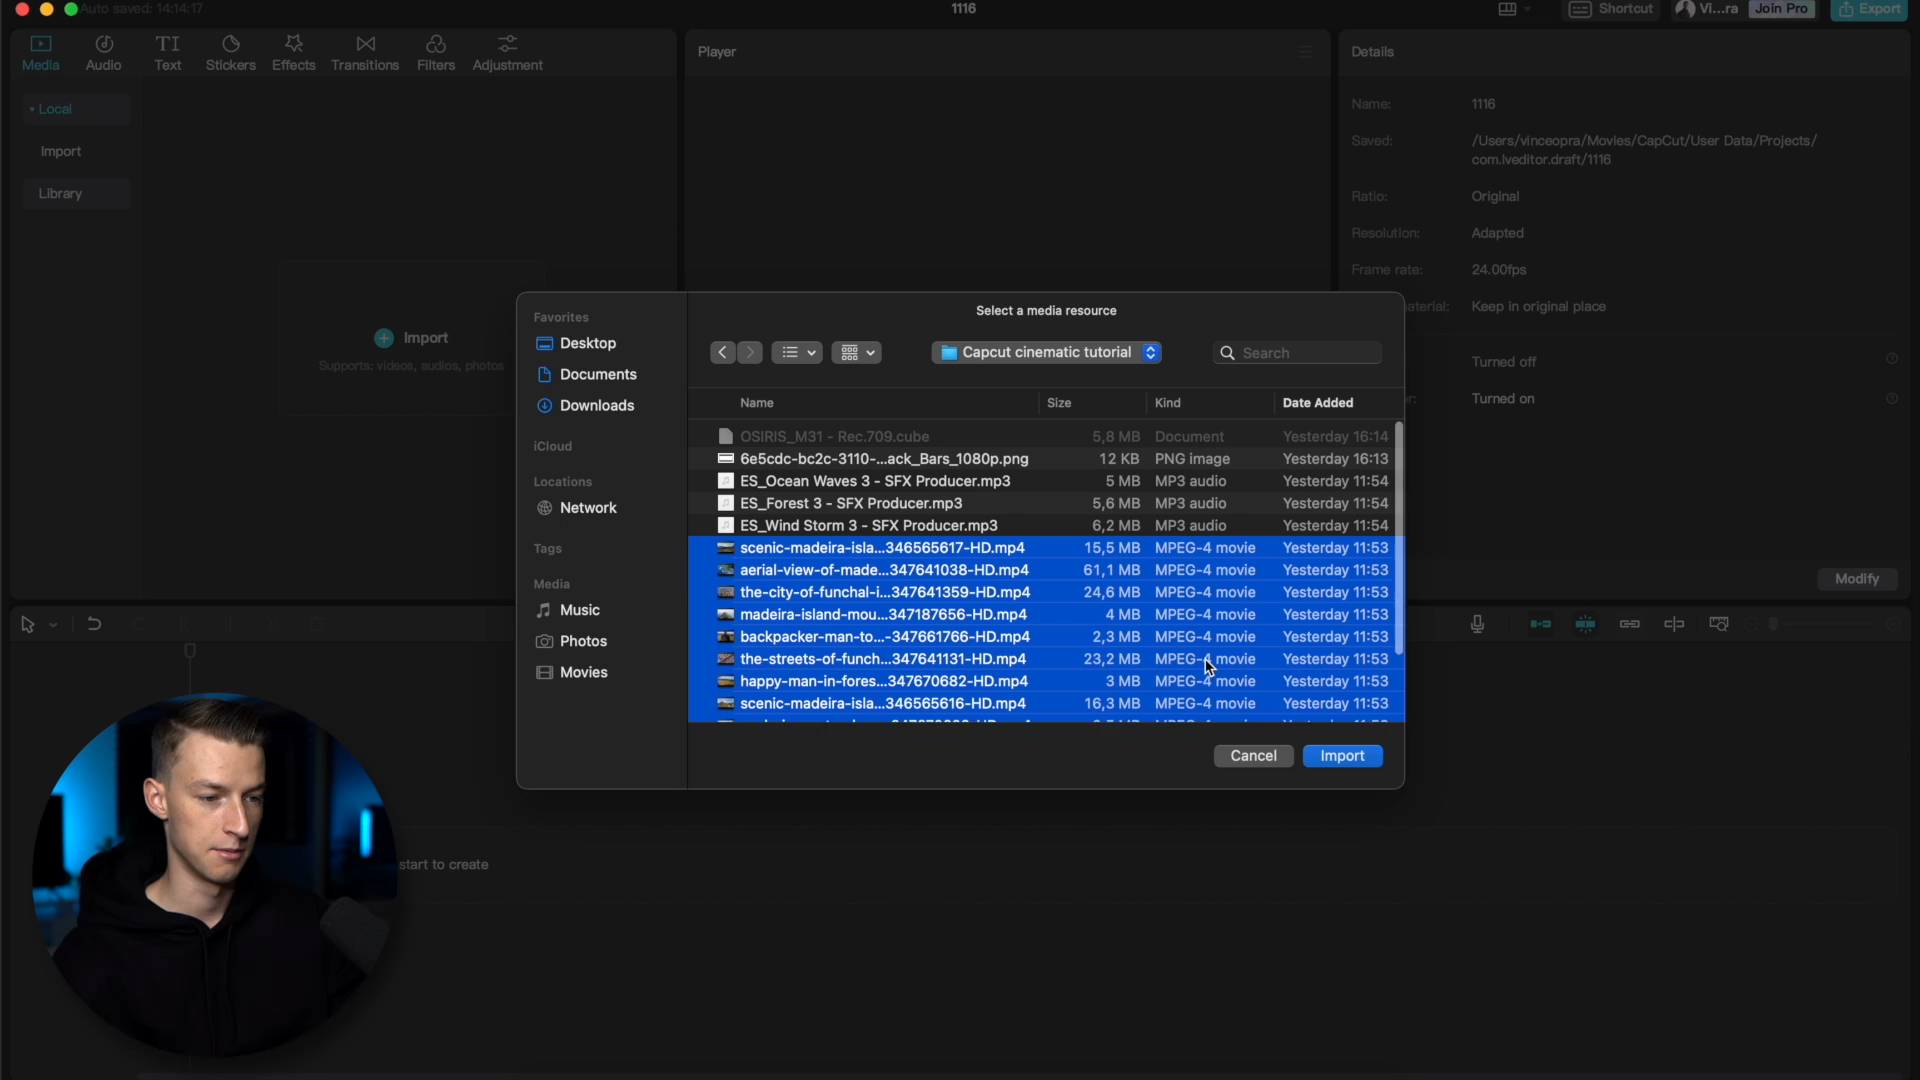 Auto saved: 14:14:17
1116
Shortcut
Vi...ra
Join Pro
Export
Media
Audio
TI
Text
Stickers
Effects
Transitions
Filters
Adjustment
Player
Details
Local
Import
Library
Import
Supports: videos, audios, photos
Name:
1116
Saved:
/Users/vinceopra/Movies/CapCut/User Data/Projects/
com.lveditor.draft/1116
Ratio:
Original
Resolution:
Adapted
Frame rate:
24.00fps
aterial:
Keep in original place
Turned off
r:
Turned on
Modify
Select a media resource
Favorites
Desktop
Documents
Downloads
iCloud
Locations
Network
Tags
Media
Music
Photos
Movies
Capcut cinematic tutorial
Search
Name Size Kind Date Added
OSIRIS_M31 - Rec.709.cube 5,8 MB Document Yesterday 16:14
6e5cdc-bc2c-3110-...ack_Bars_1080p.png 12 KB PNG image Yesterday 16:13
ES_Ocean Waves 3 - SFX Producer.mp3 5 MB MP3 audio Yesterday 11:54
ES_Forest 3 - SFX Producer.mp3 5,6 MB MP3 audio Yesterday 11:54
ES_Wind Storm 3 - SFX Producer.mp3 6,2 MB MP3 audio Yesterday 11:54
scenic-madeira-isla...346565617-HD.mp4 15,5 MB MPEG-4 movie Yesterday 11:53
aerial-view-of-made...347641038-HD.mp4 61,1 MB MPEG-4 movie Yesterday 11:53
the-city-of-funchal-i...347641359-HD.mp4 24,6 MB MPEG-4 movie Yesterday 11:53
madeira-island-mou...347187656-HD.mp4 4 MB MPEG-4 movie Yesterday 11:53
backpacker-man-to...-347661766-HD.mp4 2,3 MB MPEG-4 movie Yesterday 11:53
the-streets-of-funch...347641131-HD.mp4 23,2 MB MPEG-4 movie Yesterday 11:53
happy-man-in-fores...347670682-HD.mp4 3 MB MPEG-4 movie Yesterday 11:53
scenic-madeira-isla...346565616-HD.mp4 16,3 MB MPEG-4 movie Yesterday 11:53
Cancel
Import
start to create